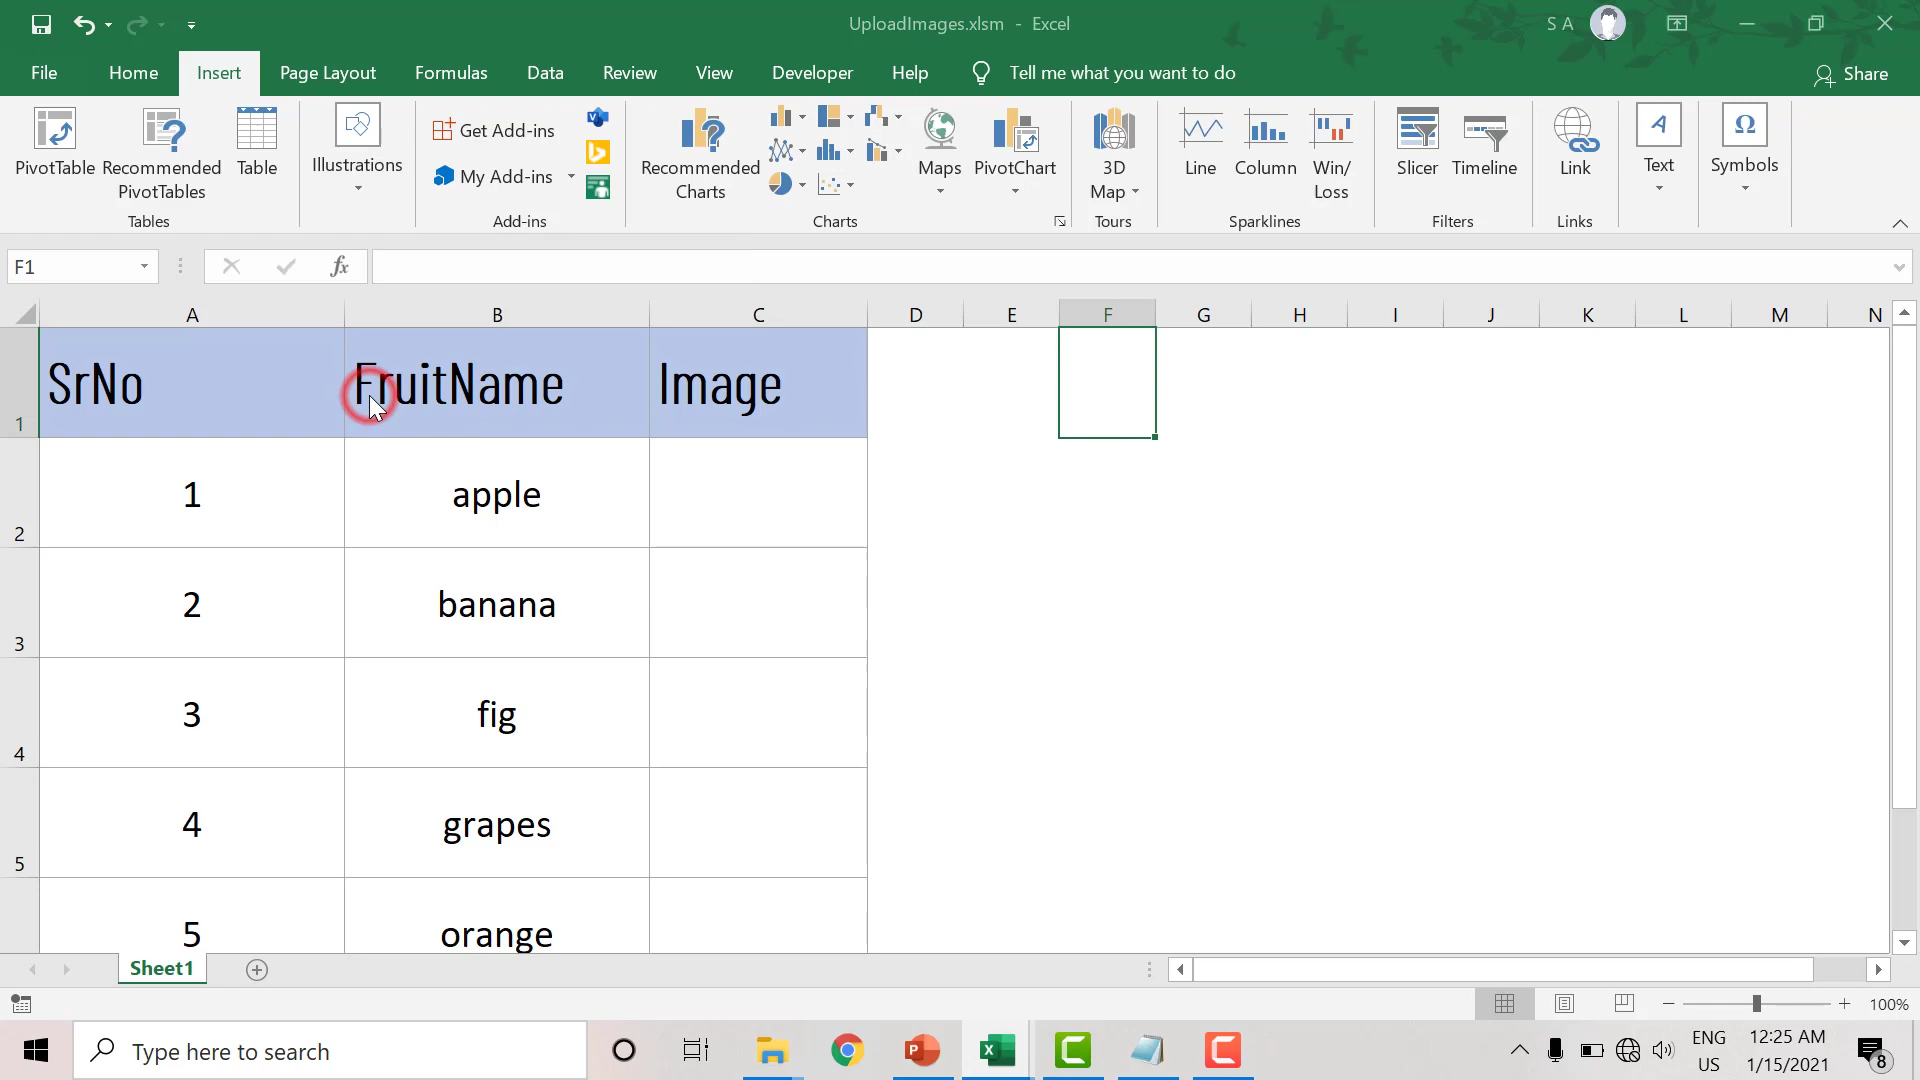 UploadImages.xlsm - Excel
S A
File Home Insert Page Layout Formulas Data Review View Developer Help Tell me what you want to do Share
PivotTable
Recommended
PivotTables
Table
Tables
Illustrations
Get Add-ins
My Add-ins
Add-ins
Recommended
Charts
Maps
PivotChart
Charts
3D
Map
Tours
Line
Column
Win/
Loss
Sparklines
Slicer
Timeline
Filters
Link
Links
Text
Symbols
F1
fx
A B C D E F G H I J K L M N
1 SrNo FruitName Image
2 1 apple
3 2 banana
4 3 fig
5 4 grapes
5 orange
Sheet1
100%
Type here to search
ENG
US
12:25 AM
1/15/2021
8